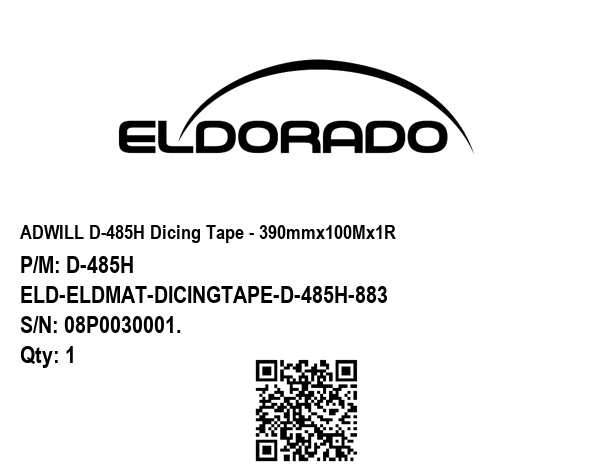 ELDORADO
ADWILL D-485H Dicing Tape - 390mmx100Mx1R
P/M: D-485H
ELD-ELDMAT-DICINGTAPE-D-485H-883
S/N: 08P0030001.
Qty: 1